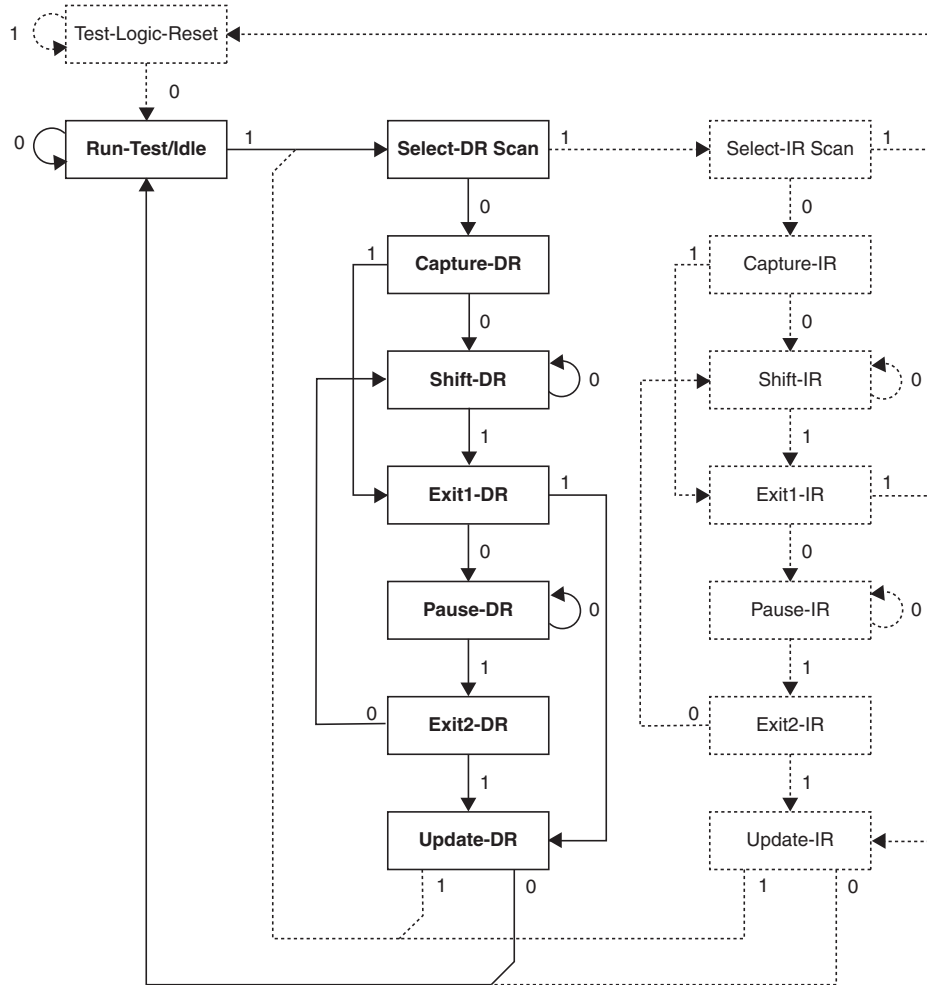 1
Test-Logic-Reset
0
0
Run-Test/Idle
1
Select-DR Scan
1
Select-IR Scan
1
0
0
1
Capture-DR
1
Capture-IR
0
0
Shift-DR
0
Shift-IR
0
1
1
Exit1-DR
1
Exit1-IR
1
0
0
Pause-DR
0
Pause-IR
0
1
1
0
Exit2-DR
0
Exit2-IR
1
1
Update-DR
Update-IR
1
0
1
0